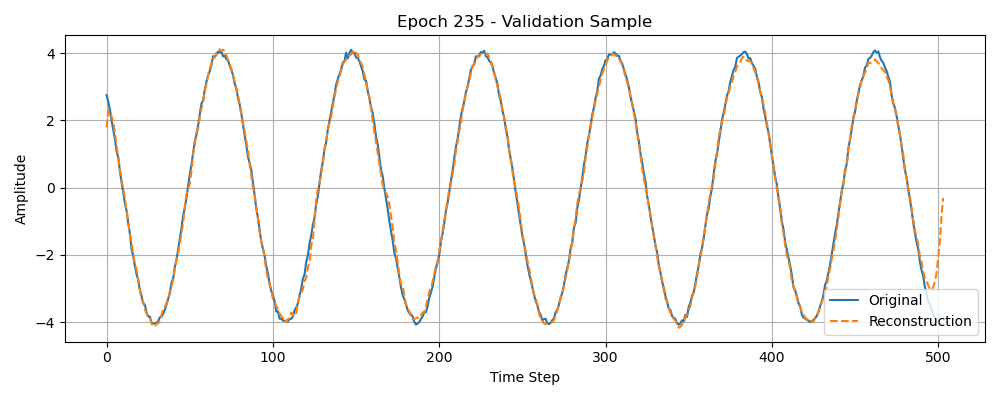 Epoch 235 - Validation Sample
4
2
0
−2
−4
Amplitude
0
100
200
300
400
500
Time Step
Original
Reconstruction